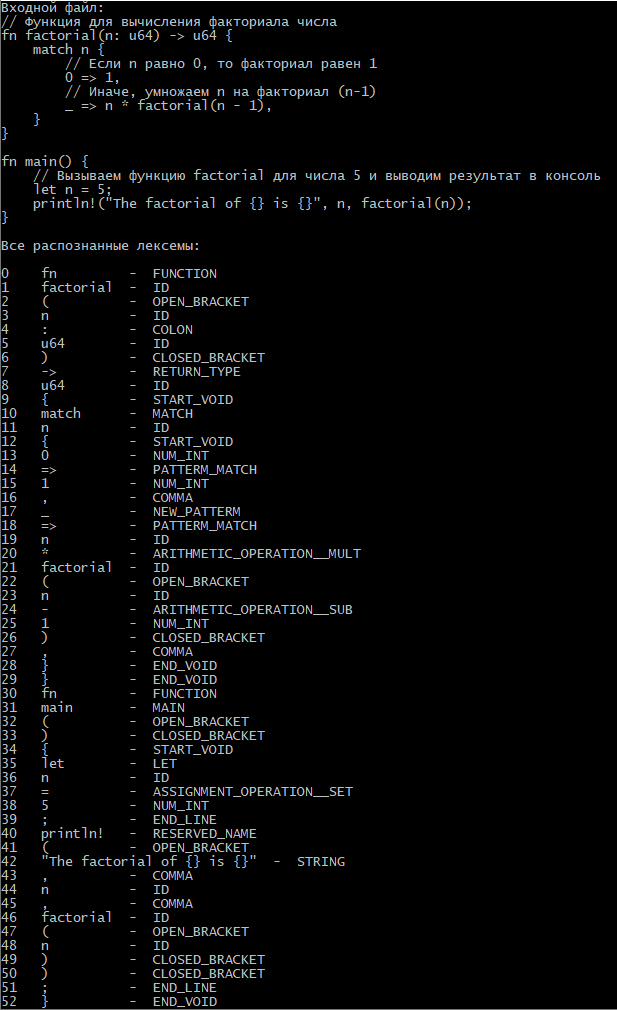 Входной файл:
// Функция для вычисления факториала числа
fn factorial(n: u64) -> u64 {
    match n {
        // Если n равно 0, то факториал равен 1
        0 => 1,
        // Иначе, умножаем n на факториал (n-1)
        _ => n * factorial(n - 1),
    }
}

fn main() {
    // Вызываем функцию factorial для числа 5 и выводим результат в консоль
    let n = 5;
    println!("The factorial of {} is {}", n, factorial(n));
}

Все распознанные лексемы:

0    fn         -  FUNCTION
1    factorial  -  ID
2    (          -  OPEN_BRACKET
3    n          -  ID
4    :          -  COLON
5    u64        -  ID
6    )          -  CLOSED_BRACKET
7    ->         -  RETURN_TYPE
8    u64        -  ID
9    {          -  START_VOID
10   match      -  MATCH
11   n          -  ID
12   {          -  START_VOID
13   0          -  NUM_INT
14   =>         -  PATTERM_MATCH
15   1          -  NUM_INT
16   ,          -  COMMA
17   _          -  NEW_PATTERM
18   =>         -  PATTERM_MATCH
19   n          -  ID
20   *          -  ARITHMETIC_OPERATION__MULT
21   factorial  -  ID
22   (          -  OPEN_BRACKET
23   n          -  ID
24   -          -  ARITHMETIC_OPERATION__SUB
25   1          -  NUM_INT
26   )          -  CLOSED_BRACKET
27   ,          -  COMMA
28   }          -  END_VOID
29   }          -  END_VOID
30   fn         -  FUNCTION
31   main       -  MAIN
32   (          -  OPEN_BRACKET
33   )          -  CLOSED_BRACKET
34   {          -  START_VOID
35   let        -  LET
36   n          -  ID
37   =          -  ASSIGNMENT_OPERATION__SET
38   5          -  NUM_INT
39   ;          -  END_LINE
40   println!   -  RESERVED_NAME
41   (          -  OPEN_BRACKET
42   "The factorial of {} is {}"  -  STRING
43   ,          -  COMMA
44   n          -  ID
45   ,          -  COMMA
46   factorial  -  ID
47   (          -  OPEN_BRACKET
48   n          -  ID
49   )          -  CLOSED_BRACKET
50   )          -  CLOSED_BRACKET
51   ;          -  END_LINE
52   }          -  END_VOID